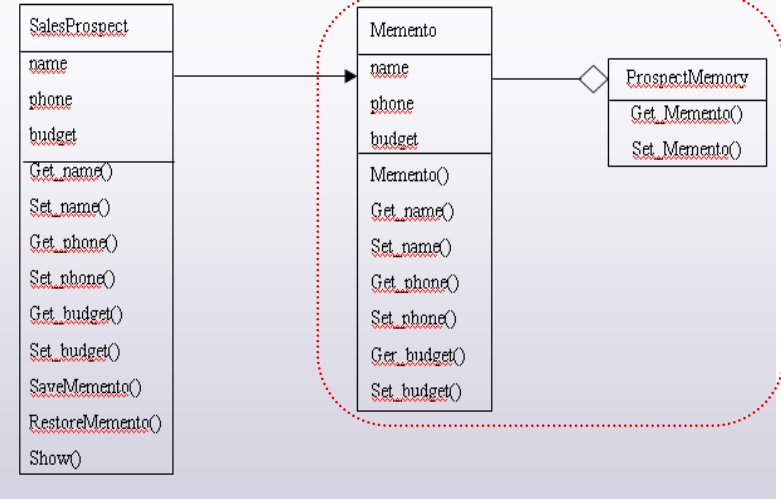 SalesProspect
name
phone
budget
Get_name()
Set_name()
Get_phone()
Set_phone()
Get_budget()
Set_budget()
SaveMemento()
RestoreMemento()
Show()
Memento
name
phone
budget
Memento()
Get_name()
Set_name()
Get_phone()
Set_phone()
Ger_budget()
Set_budget()
ProspectMemory
Get_Memento()
Set_Memento()